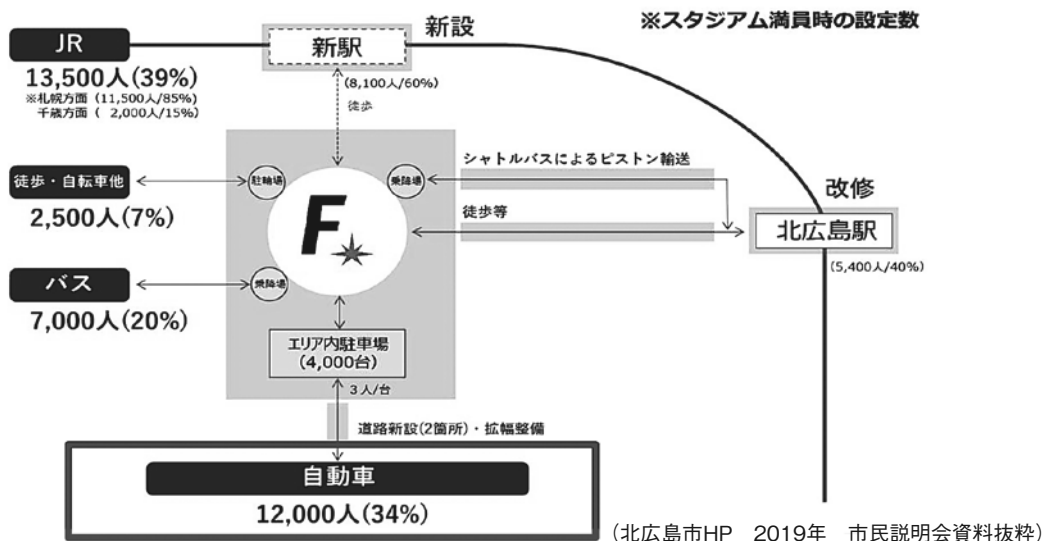 ※スタジアム満員時の設定数
JR
13,500人(39%)
※札幌方面 (11,500人/85%)
千歳方面 ( 2,000人/15%)
新駅
新設
(8,100人/60%)
徒歩
徒歩・自転車他
2,500人(7%)
駐輪場
乗降場
シャトルバスによるピストン輸送
徒歩等
改修
北広島駅
(5,400人/40%)
F
バス
7,000人(20%)
乗降場
エリア内駐車場
(4,000台)
3人/台
道路新設(2箇所)・拡幅整備
自動車
12,000人(34%)
(北広島市HP 2019年 市民説明会資料抜粋)